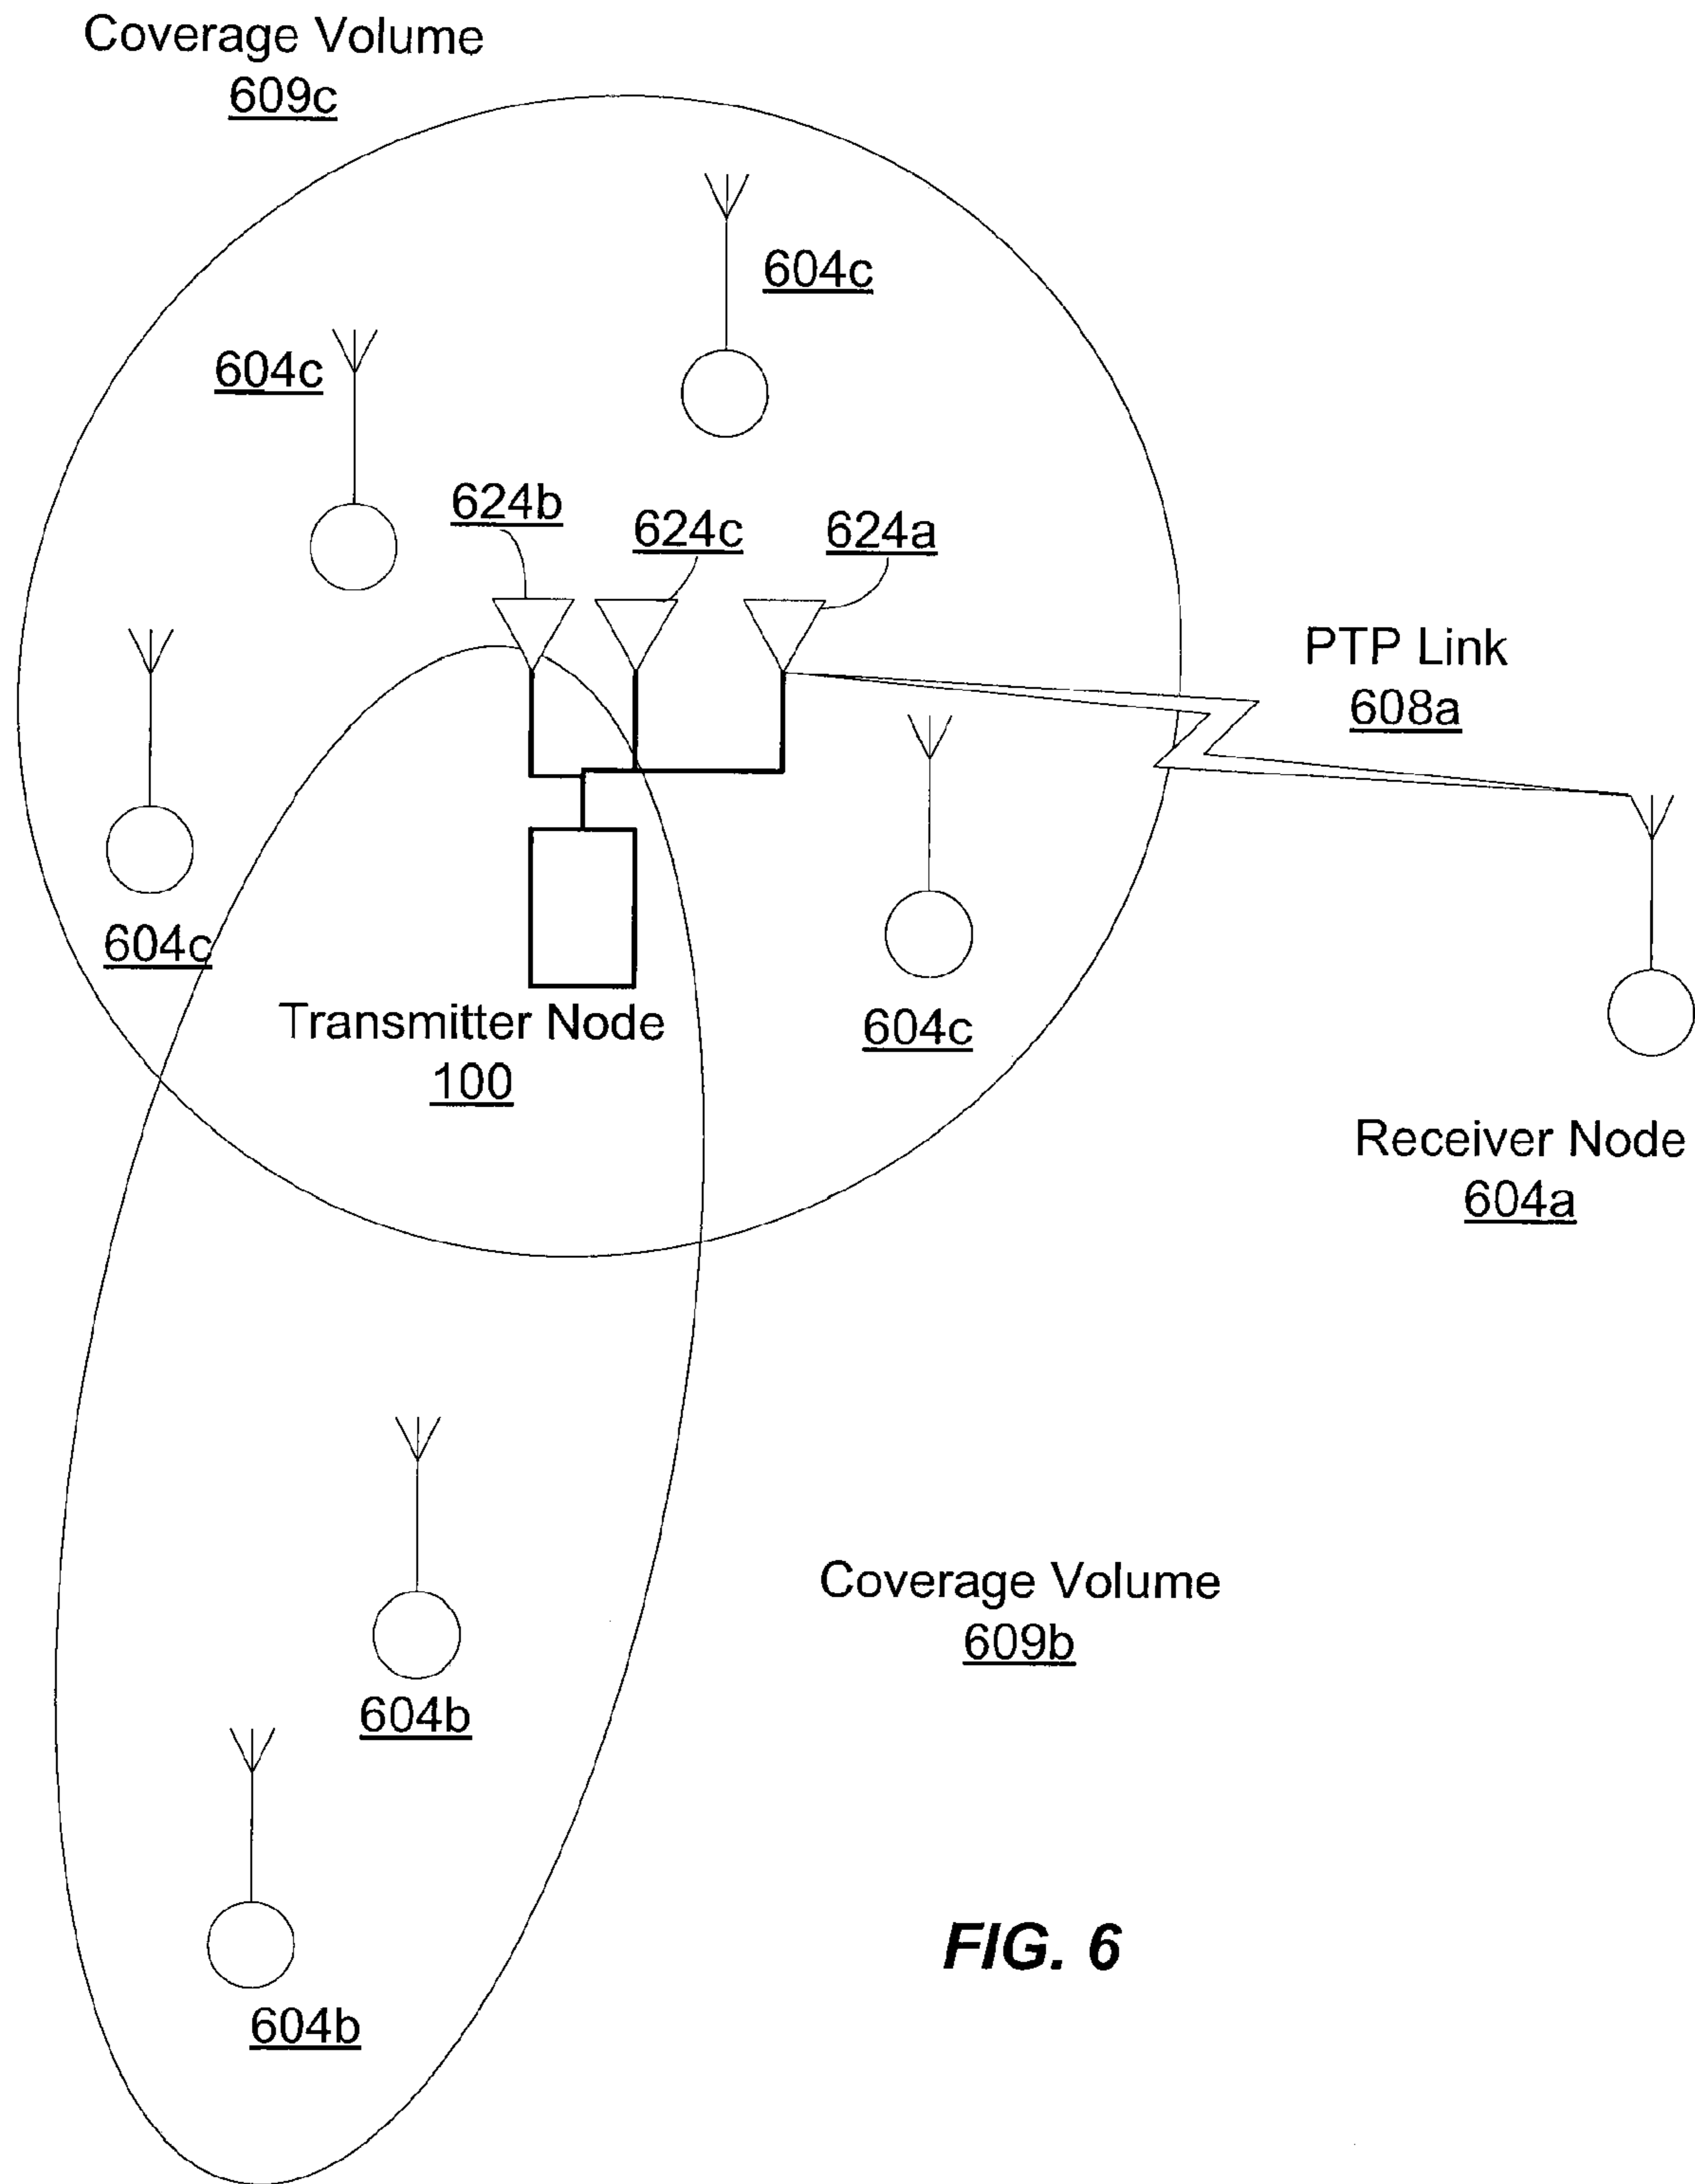 Coverage Volume
609c
604c
604c
624b
624c
624a
PTP Link
608a
604c
Transmitter Node
100
604c
Receiver Node
604a
Coverage Volume
609b
604b
604b
FIG. 6